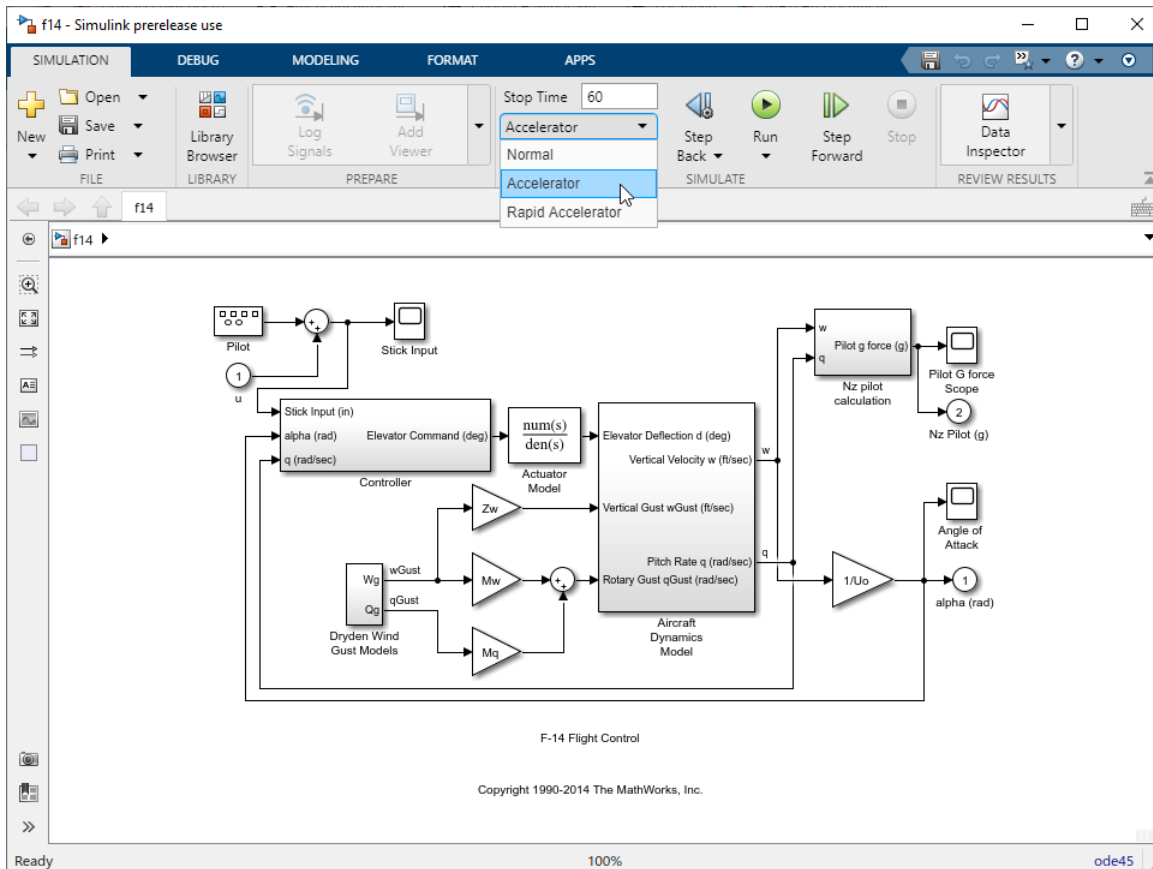 f14 - Simulink prerelease use
SIMULATION
DEBUG
MODELING
FORMAT
APPS
New
Open
Save
Print
FILE
Library
Browser
LIBRARY
Log
Signals
Add
Viewer
PREPARE
Stop Time 60
Accelerator
Normal
Accelerator
Rapid Accelerator
Step
Back
Run
Step
Forward
Stop
SIMULATE
Data
Inspector
REVIEW RESULTS
f14
f14
Pilot
1
u
Stick Input
Stick Input (in)
alpha (rad)
q (rad/sec)
Elevator Command (deg)
Controller
num(s)
den(s)
Actuator
Model
Elevator Deflection d (deg)
Vertical Velocity w (ft/sec)
Vertical Gust wGust (ft/sec)
Pitch Rate q (rad/sec)
Rotary Gust qGust (rad/sec)
Aircraft
Dynamics
Model
w
q
w
q
Pilot g force (g)
Nz pilot
calculation
Pilot G force
Scope
2
Nz Pilot (g)
Angle of
Attack
1/Uo
1
alpha (rad)
Zw
Mw
Mq
Wg
Qg
wGust
qGust
Dryden Wind
Gust Models
F-14 Flight Control
Copyright 1990-2014 The MathWorks, Inc.
Ready
100%
ode45